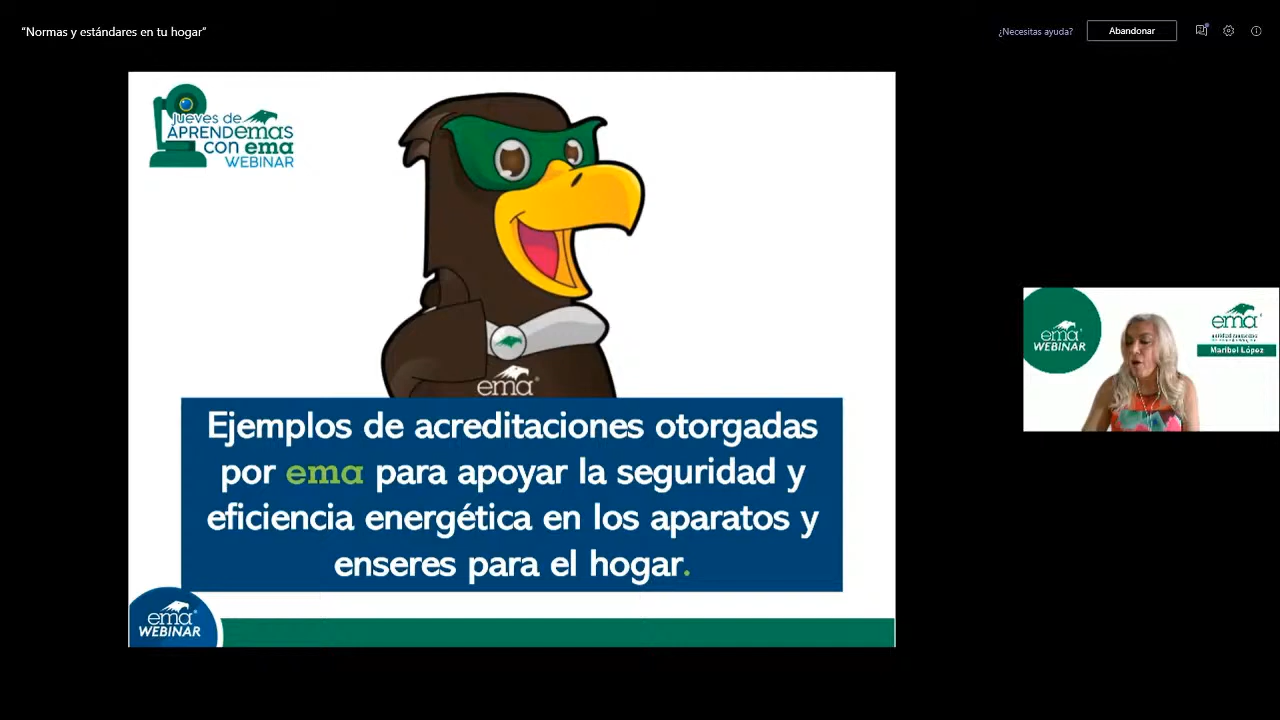 “Normas y estándares en tu hogar”
¿Necesitas ayuda?
Abandonar
jueves de
APRENDEMAS
con ema
WEBINAR
ema
Ejemplos de acreditaciones otorgadas
por ema para apoyar la seguridad y
eficiencia energética en los aparatos y
enseres para el hogar.
ema
WEBINAR
ema
WEBINAR
ema
Maribel López